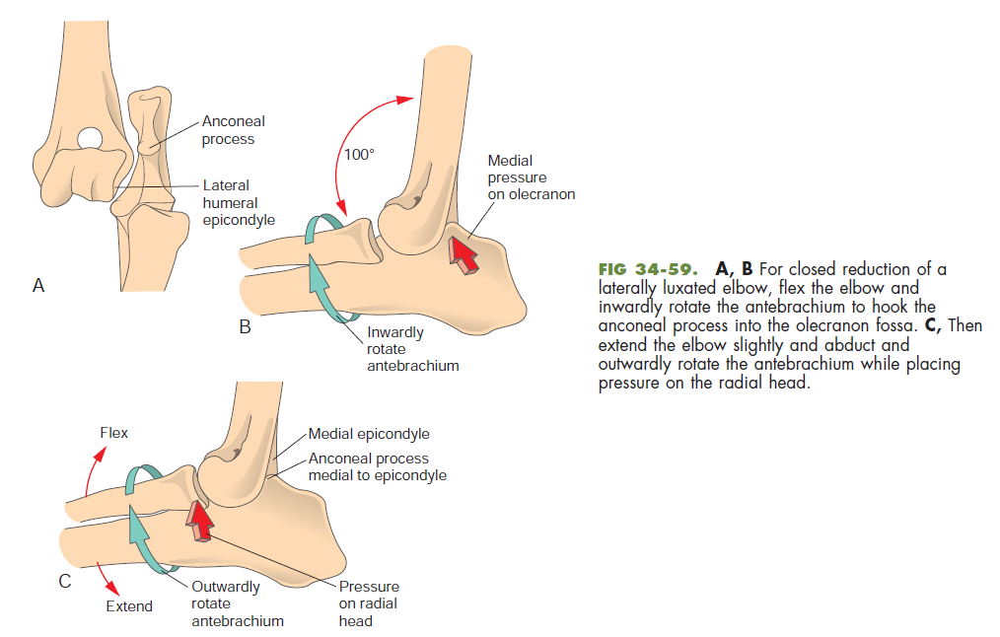 Anconeal
process
Lateral
humeral
epicondyle
A
100°
Medial
pressure
on olecranon
Inwardly
rotate
antebrachium
B
Flex
Medial epicondyle
Anconeal process
medial to epicondyle
C
Extend
Outwardly
rotate
antebrachium
Pressure
on radial
head
FIG 34-59. A, B For closed reduction of a
laterally luxated elbow, flex the elbow and
inwardly rotate the antebrachium to hook the
anconeal process into the olecranon fossa. C, Then
extend the elbow slightly and abduct and
outwardly rotate the antebrachium while placing
pressure on the radial head.